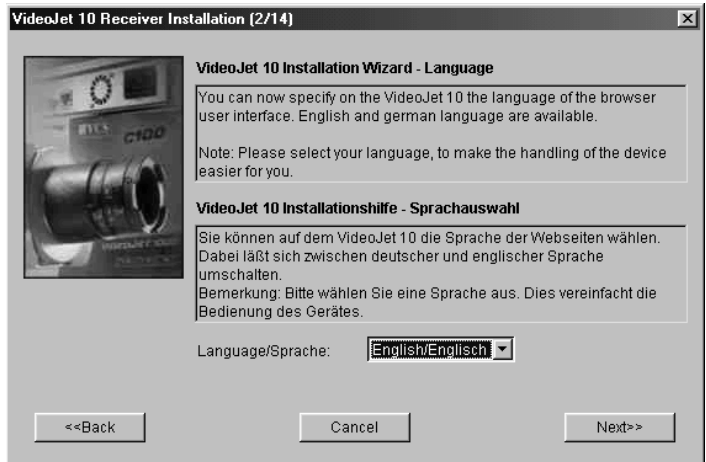 VideoJet 10 Receiver Installation (2/14)
VideoJet 10 Installation Wizard - Language
You can now specify on the VideoJet 10 the language of the browser
user interface. English and german language are available.
Note: Please select your language, to make the handling of the device
easier for you.
VideoJet 10 Installationshilfe - Sprachauswahl
Sie können auf dem VideoJet 10 die Sprache der Webseiten wählen.
Dabei läßt sich zwischen deutscher und englischer Sprache
umschalten.
Bemerkung: Bitte wählen Sie eine Sprache aus. Dies vereinfacht die
Bedienung des Gerätes.
Language/Sprache: English/Englisch
<<Back Cancel Next>>
C100